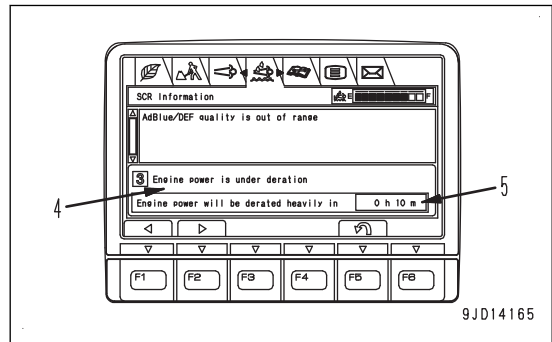 SCR Information
E F
AdBlue/DEF quality is out of range
3 Engine power is under deration
Engine power will be derated heavily in 0 h 10 m
4
5
F1 F2 F3 F4 F5 F6
9JD14165